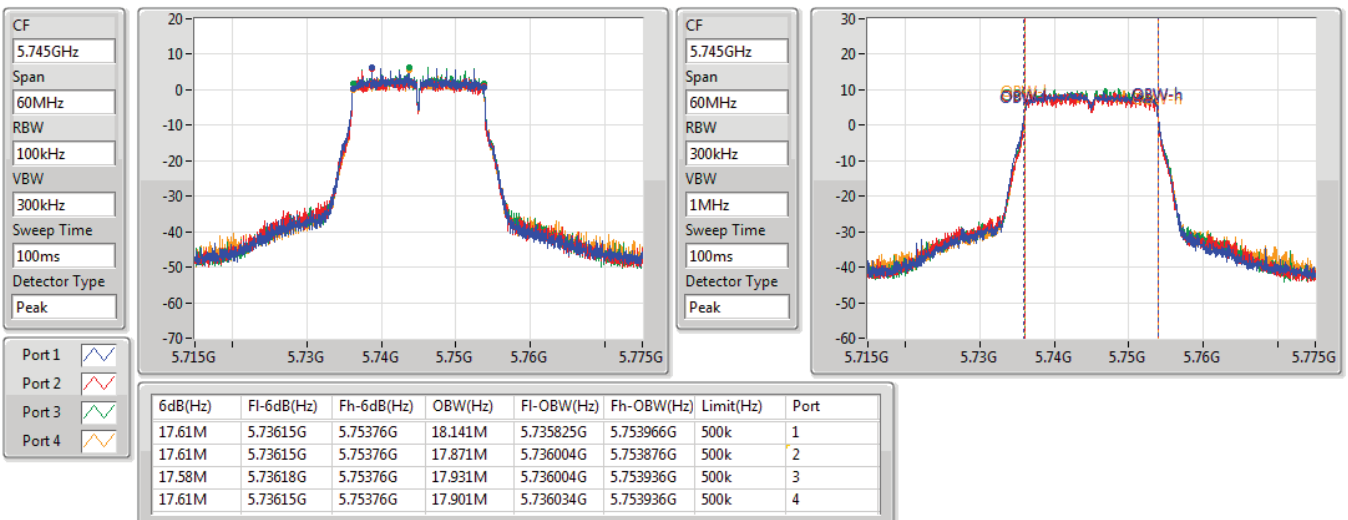 CF
5.745GHz
Span
60MHz
RBW
100kHz
VBW
300kHz
Sweep Time
100ms
Detector Type
Peak
20
10
0
-10
-20
-30
-40
-50
-60
-70
5.715G 5.73G 5.74G 5.75G 5.76G 5.775G
CF
5.745GHz
Span
60MHz
RBW
300kHz
VBW
1MHz
Sweep Time
100ms
Detector Type
Peak
30
20
10
0
-10
-20
-30
-40
-50
-60
OBW-h
5.715G 5.73G 5.74G 5.75G 5.76G 5.775G
Port 1
Port 2
Port 3
Port 4
6dB(Hz) Fl-6dB(Hz) Fh-6dB(Hz) OBW(Hz) Fl-OBW(Hz) Fh-OBW(Hz) Limit(Hz) Port
17.61M 5.73615G 5.75376G 18.141M 5.735825G 5.753966G 500k 1
17.61M 5.73615G 5.75376G 17.871M 5.736004G 5.753876G 500k 2
17.58M 5.73618G 5.75376G 17.931M 5.736004G 5.753936G 500k 3
17.61M 5.73615G 5.75376G 17.901M 5.736034G 5.753936G 500k 4